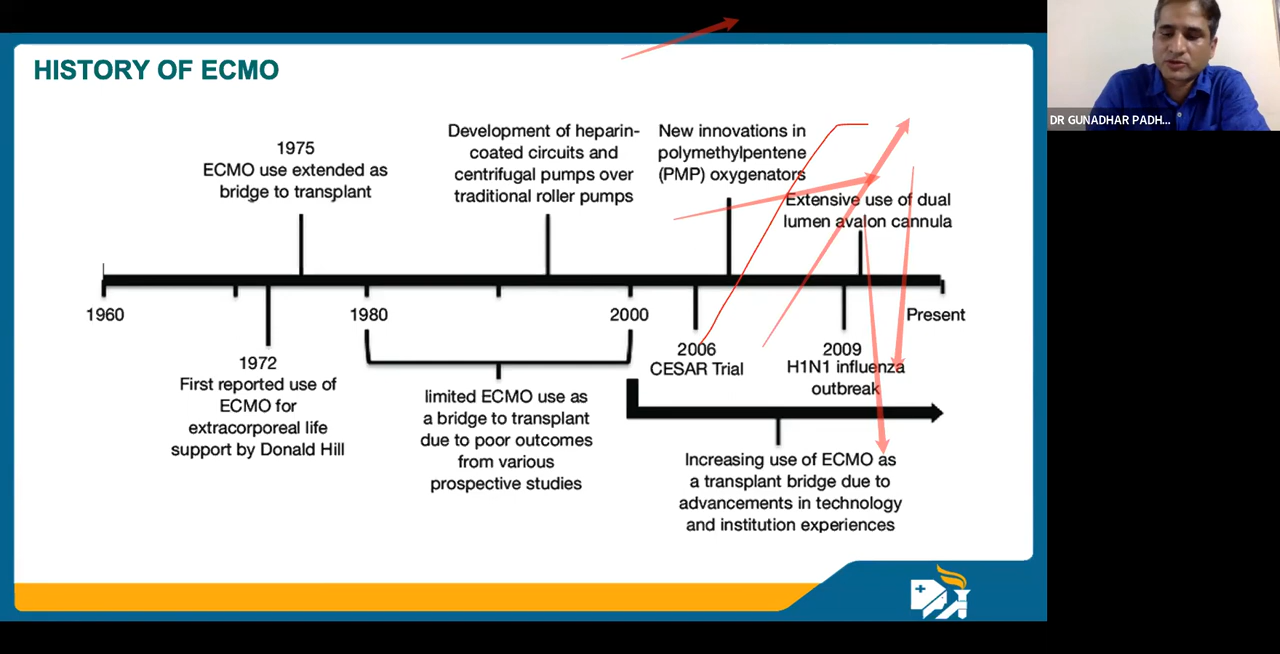 HISTORY OF ECMO
1975
ECMO use extended as
bridge to transplant
Development of heparin-
coated circuits and
centrifugal pumps over
traditional roller pumps
New innovations in
polymethylpentene
(PMP) oxygenators
Extensive use of dual
lumen avalon cannula
1960
1980
2000
Present
1972
First reported use of
ECMO for
extracorporeal life
support by Donald Hill
limited ECMO use as
a bridge to transplant
due to poor outcomes
from various
prospective studies
2006
CESAR Trial
2009
H1N1 influenza
outbreak
Increasing use of ECMO as
a transplant bridge due to
advancements in technology
and institution experiences
DR GUNADHAR PADH...